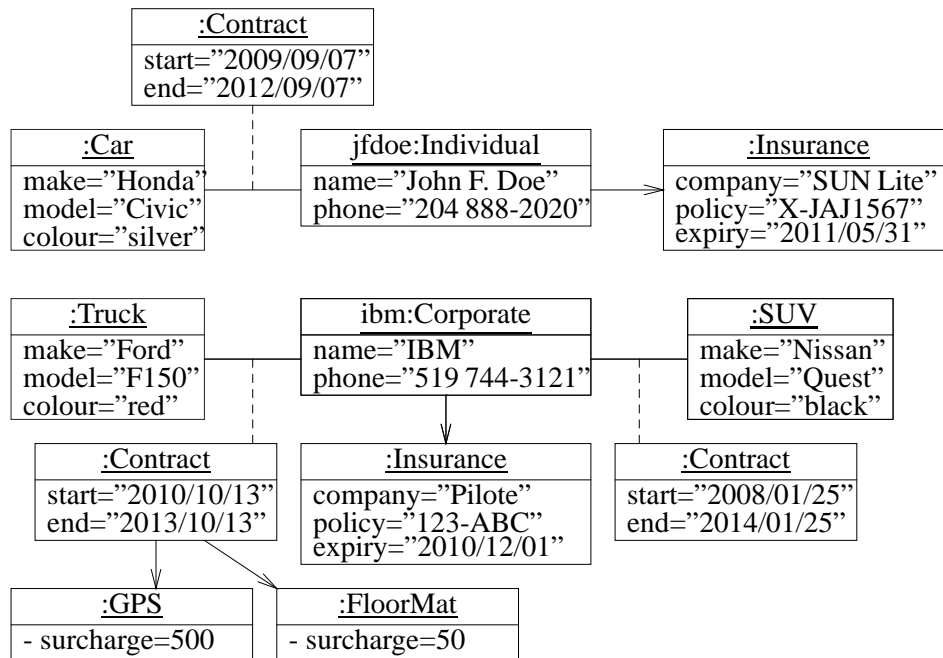 :Contract
start=”2009/09/07”
end=”2012/09/07”
:Car
make=”Honda”
model=”Civic”
colour=”silver”
jfdoe:Individual
name=”John F. Doe”
phone=”204 888-2020”
:Insurance
company=”SUN Lite”
policy=”X-JAJ1567”
expiry=”2011/05/31”
:Truck
make=”Ford”
model=”F150”
colour=”red”
ibm:Corporate
name=”IBM”
phone=”519 744-3121”
:SUV
make=”Nissan”
model=”Quest”
colour=”black”
:Contract
start=”2010/10/13”
end=”2013/10/13”
:Insurance
company=”Pilote”
policy=”123-ABC”
expiry=”2010/12/01”
:Contract
start=”2008/01/25”
end=”2014/01/25”
:GPS
- surcharge=500
:FloorMat
- surcharge=50